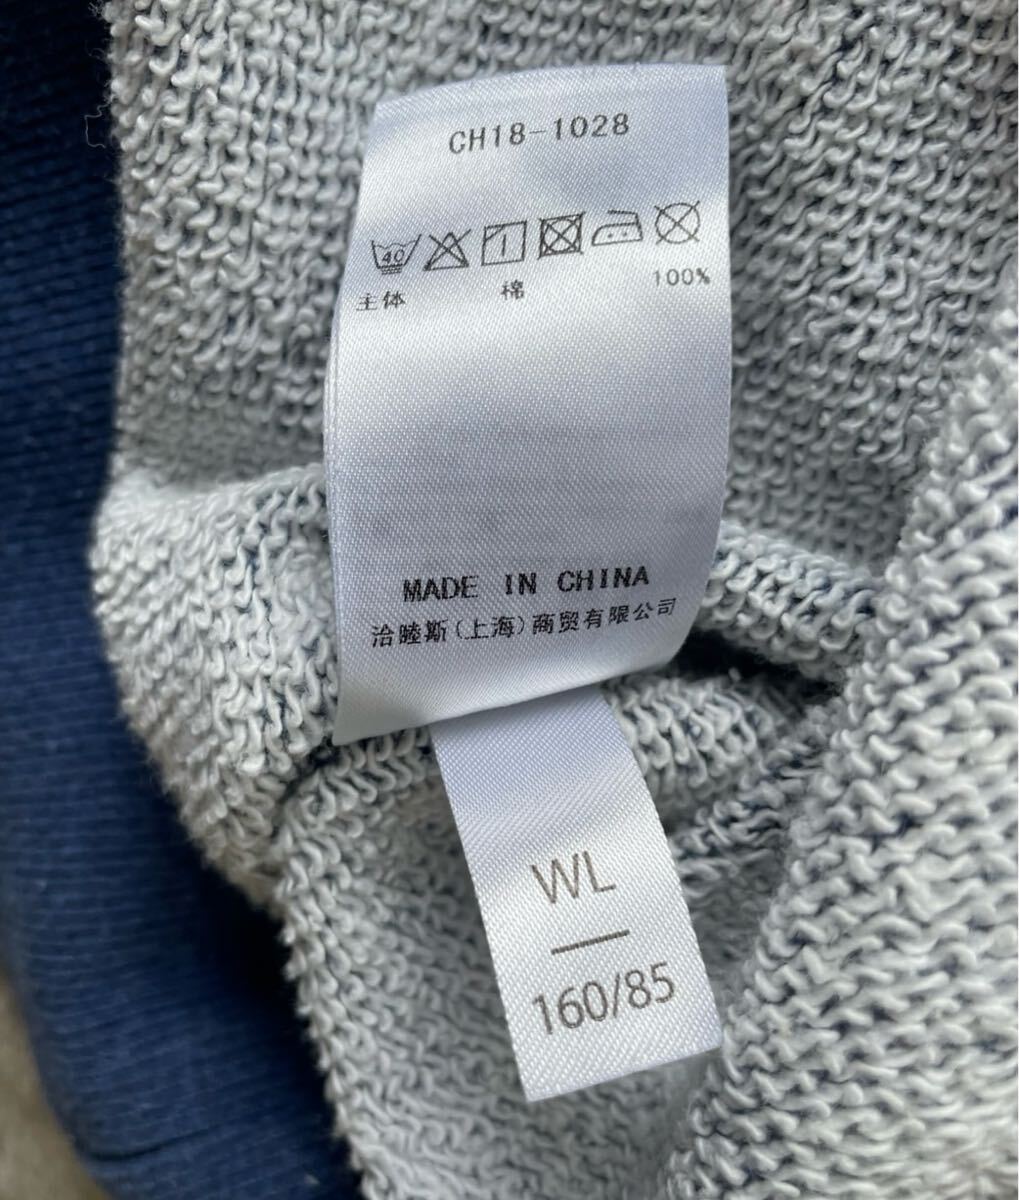 CH18-1028
40
主体 棉 100%
MADE IN CHINA
洽睦斯(上海)商贸有限公司
WL
160/85